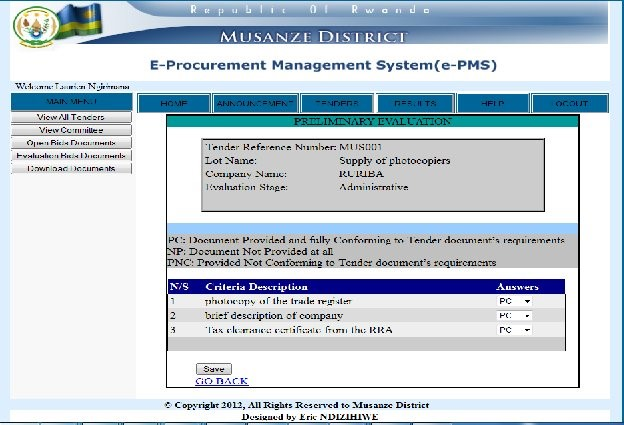 Republic Of Rwanda
MUSANZE DISTRICT
E-Procurement Management System(e-PMS)
Welcome Laurien Ngirimana
MAIN MENU
HOME ANNOUNCEMENT TENDERS RESULTS HELP LOGOUT
View All Tenders
View Committee
Open Bids Documents
Evaluation Bids Documents
Download Documents
PRELIMINARY EVALUATION
Tender Reference Number: MUS001
Lot Name: Supply of photocopiers
Company Name: RURIBA
Evaluation Stage: Administrative
PC: Document Provided and fully Conforming to Tender document's requirements
NP: Document Not Provided at all
PNC: Provided Not Conforming to Tender document's requirements
N/S Criteria Description Answers
1 photocopy of the trade register PC
2 brief description of company PC
3 Tax clearance certificate from the RRA PC
Save
GO BACK
© Copyright 2012, All Rights Reserved to Musanze District
Designed by Eric NDIZIHIWE